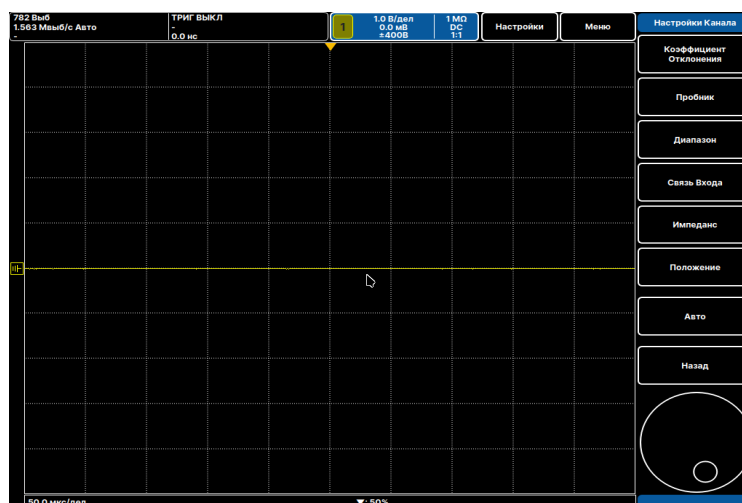 782 Выб
1.563 Мвыб/с Авто
-
ТРИГ ВЫКЛ
-
0.0 нс
1
1.0 В/дел
0.0 мВ
±400В
1 МΩ
DC
1:1
Настройки
Меню
Настройки Канала
Коэффициент
Отклонения
Пробник
Диапазон
Связь Входа
Импеданс
Положение
Авто
Назад
50.0 мкс/дел
▼: 50%